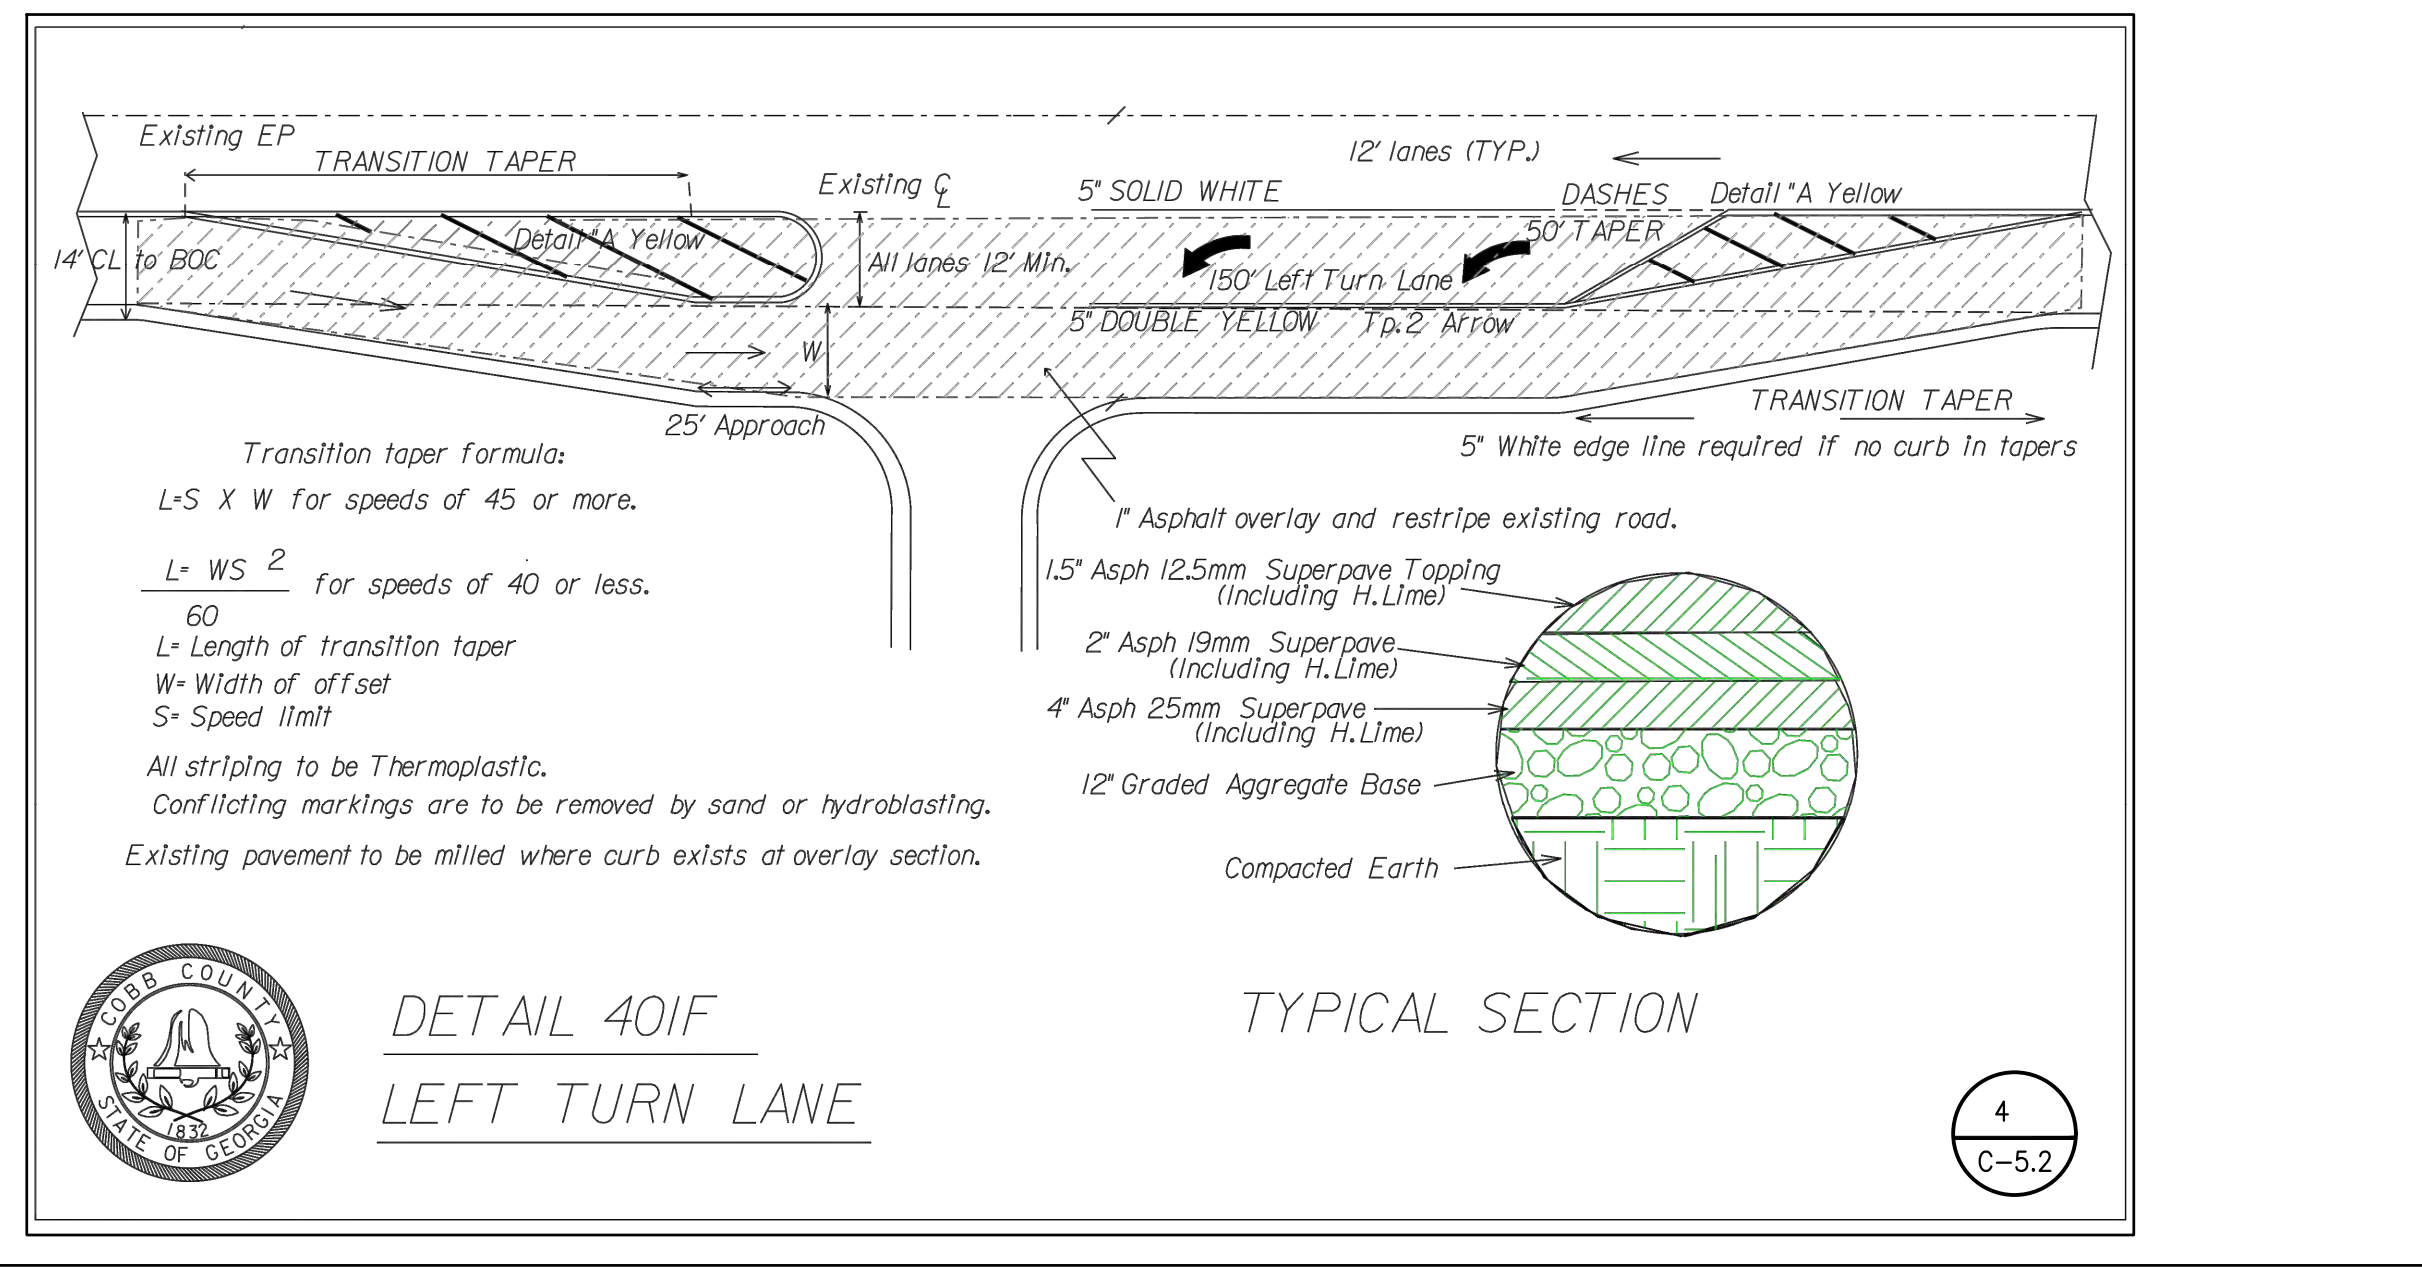 Existing EP
TRANSITION TAPER
Existing CL
5" SOLID WHITE
12' lanes (TYP.)
DASHES
Detail "A Yellow
14' CL to BOC
Detail "A Yellow
All lanes 12' Min.
50' TAPER
150' Left Turn Lane
5" DOUBLE YELLOW
Tp.2 Arrow
W
25' Approach
TRANSITION TAPER
5" White edge line required if no curb in tapers
Transition taper formula:
L=S X W for speeds of 45 or more.
L= WS 2
60
for speeds of 40 or less.
L= Length of transition taper
W= Width of offset
S= Speed limit
All striping to be Thermoplastic.
Conflicting markings are to be removed by sand or hydroblasting.
Existing pavement to be milled where curb exists at overlay section.
1" Asphalt overlay and restripe existing road.
1.5" Asph 12.5mm Superpave Topping
(Including H.Lime)
2" Asph 19mm Superpave
(Including H.Lime)
4" Asph 25mm Superpave
(Including H.Lime)
12" Graded Aggregate Base
Compacted Earth
COBB COUNTY
1832
STATE OF GEORGIA
DETAIL 401F
LEFT TURN LANE
TYPICAL SECTION
4
C-5.2